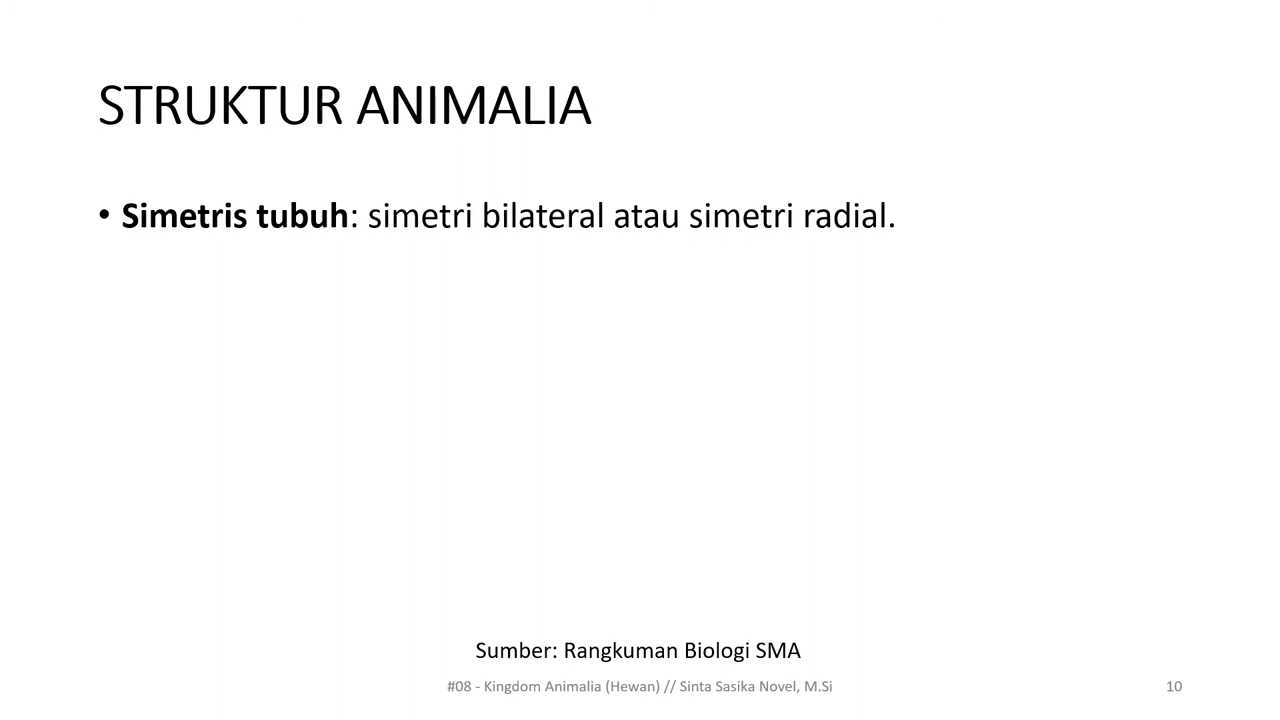 STRUKTUR ANIMALIA
• Simetris tubuh: simetri bilateral atau simetri radial.
Sumber: Rangkuman Biologi SMA
#08 - Kingdom Animalia (Hewan) // Sinta Sasika Novel, M.Si
10